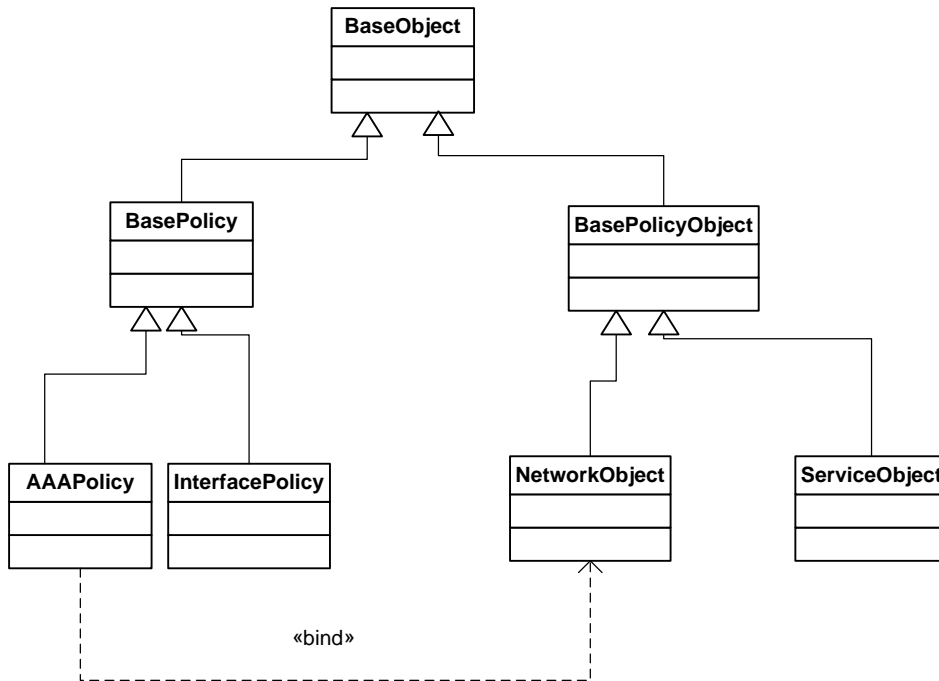 BaseObject
BasePolicy
BasePolicyObject
AAAPolicy
InterfacePolicy
NetworkObject
ServiceObject
«bind»